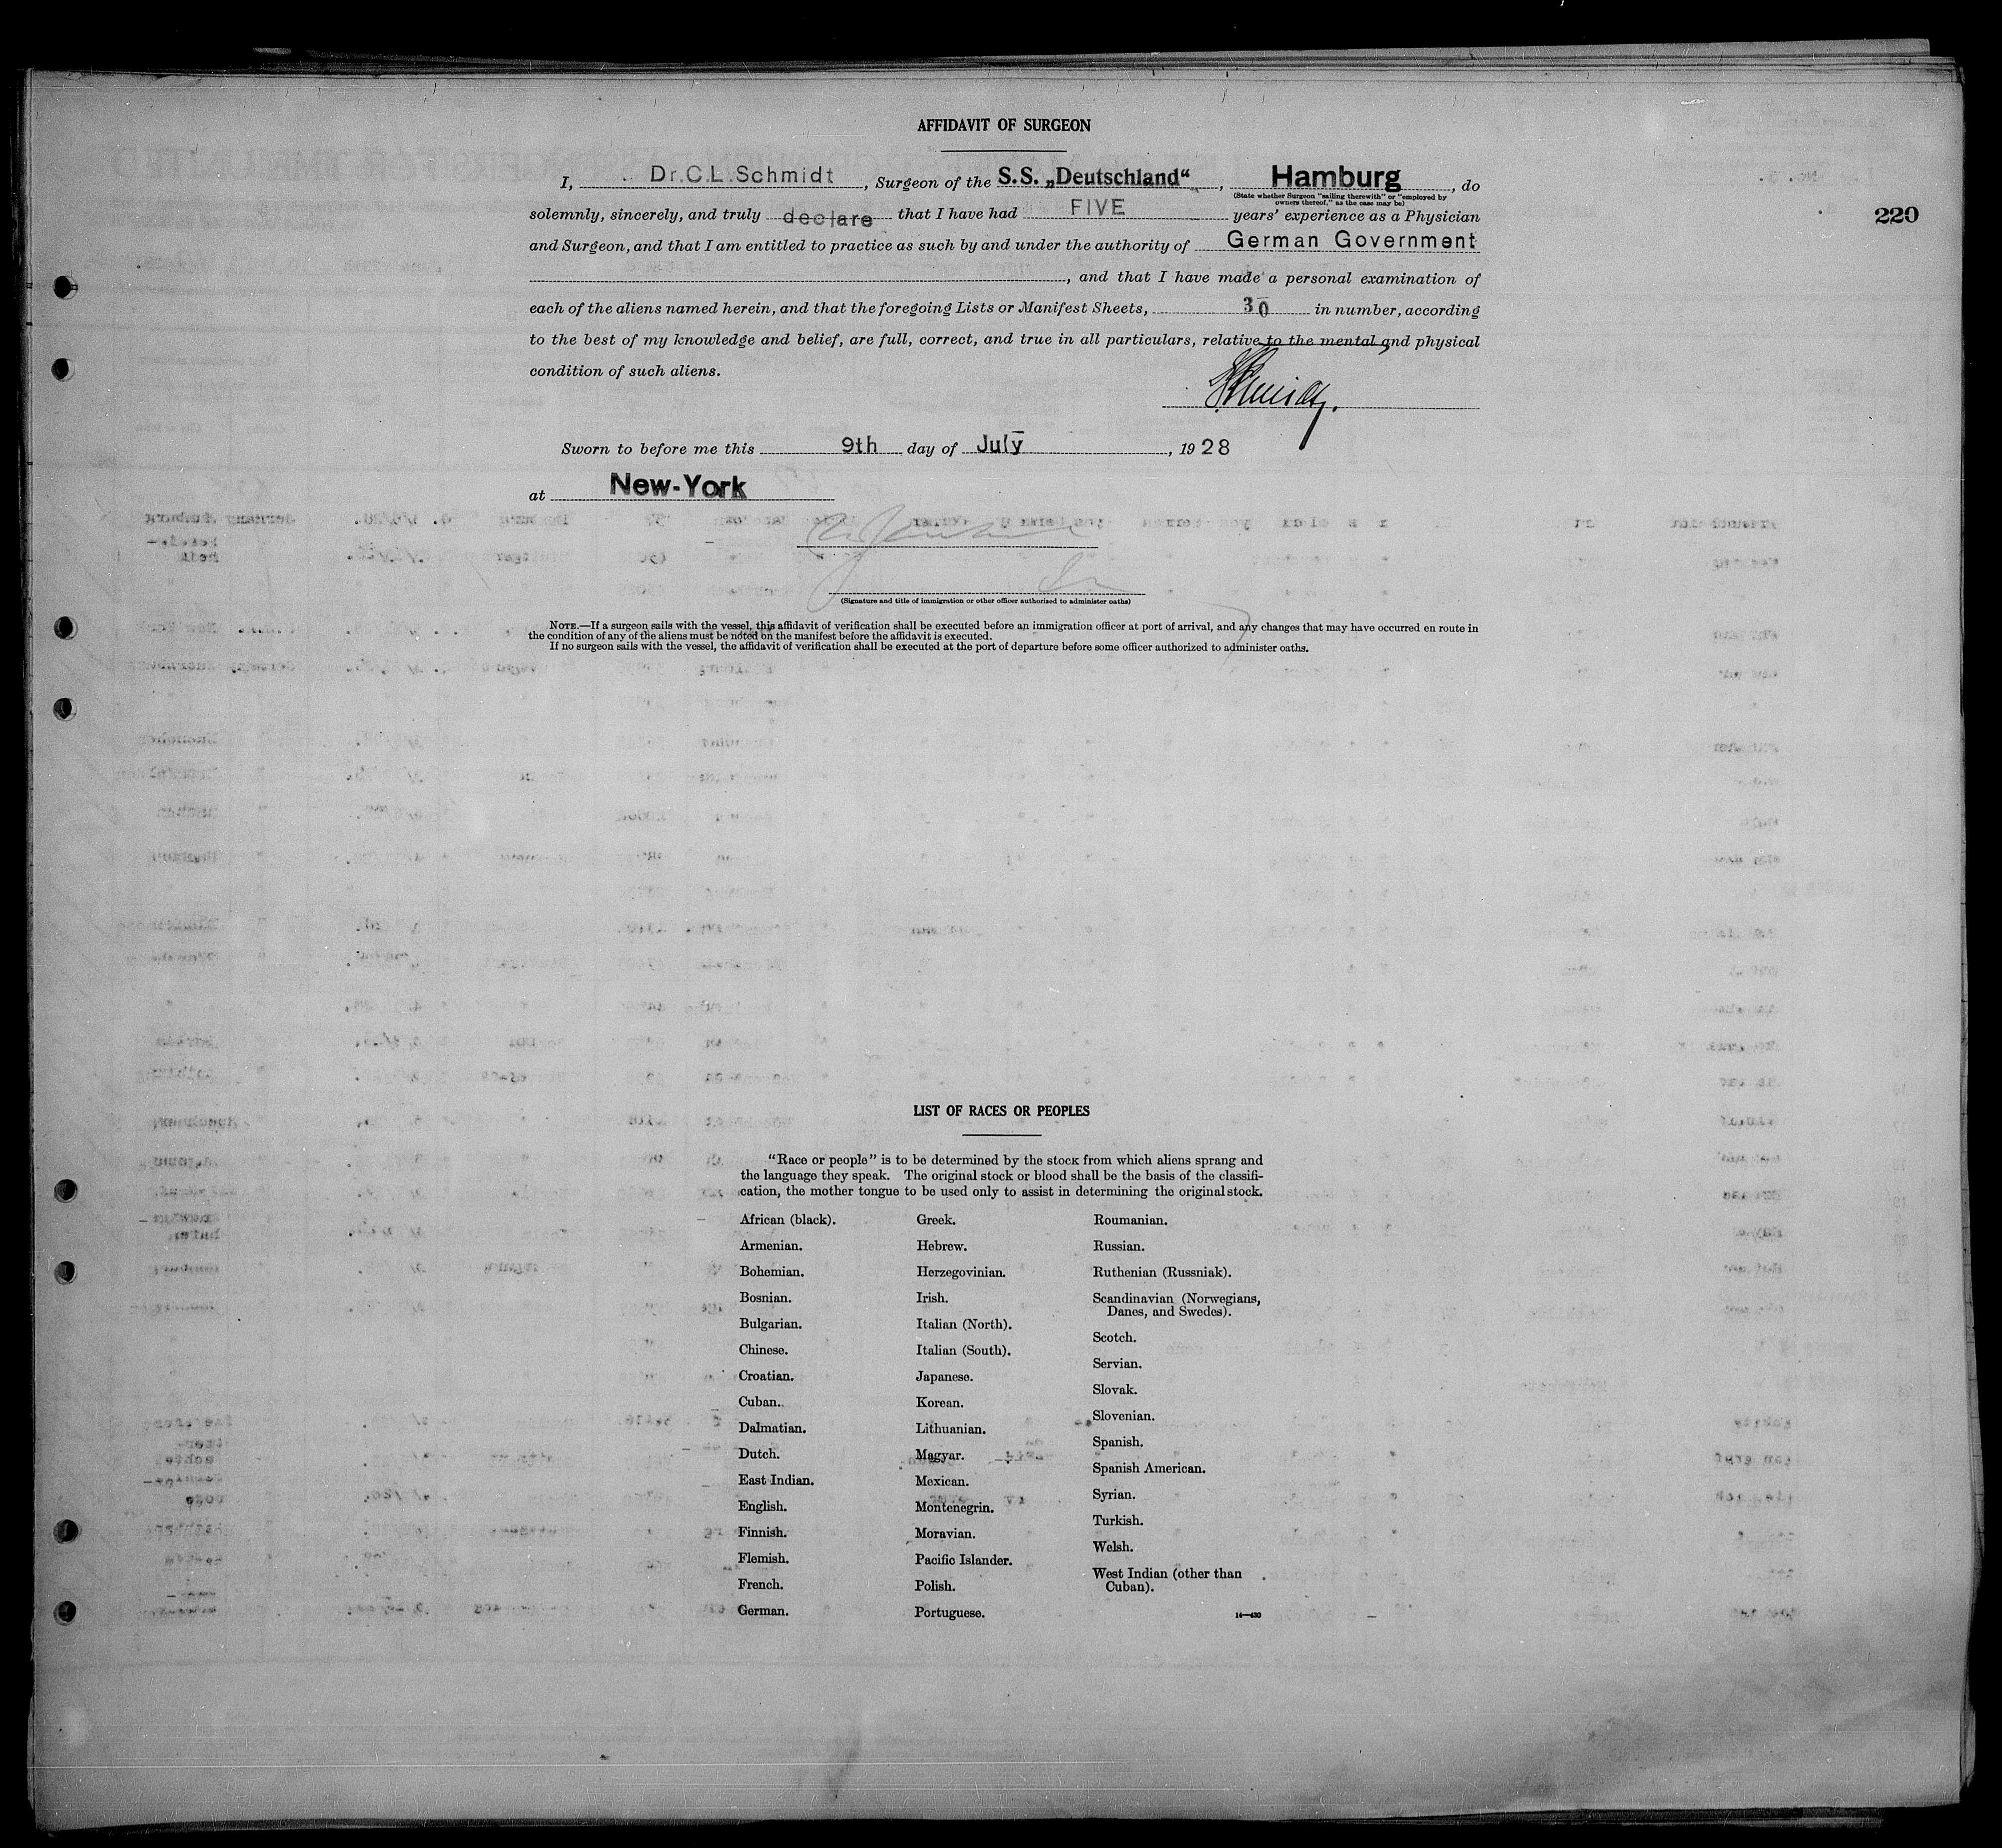 AFFIDAVIT OF SURGEON
I, Dr.C.L.Schmidt, Surgeon of the S.S. „Deutschland“, Hamburg, do
(State whether Surgeon "sailing therewith" or "employed by
owners thereof," as the case may be)
220
solemnly, sincerely, and truly declare that I have had FIVE years' experience as a Physician
and Surgeon, and that I am entitled to practice as such by and under the authority of German Government
, and that I have made a personal examination of
each of the aliens named herein, and that the foregoing Lists or Manifest Sheets, 30 in number, according
to the best of my knowledge and belief, are full, correct, and true in all particulars, relative to the mental and physical
condition of such aliens.
Schmidt.
Sworn to before me this 9th day of July, 1928
at New-York
(Signature and title of immigration or other officer authorized to administer oaths)
NOTE.—If a surgeon sails with the vessel, this affidavit of verification shall be executed before an immigration officer at port of arrival, and any changes that may have occurred en route in
the condition of any of the aliens must be noted on the manifest before the affidavit is executed.
If no surgeon sails with the vessel, the affidavit of verification shall be executed at the port of departure before some officer authorized to administer oaths.
LIST OF RACES OR PEOPLES
"Race or people" is to be determined by the stock from which aliens sprang and
the language they speak. The original stock or blood shall be the basis of the classifi-
cation, the mother tongue to be used only to assist in determining the original stock.
African (black).
Armenian.
Bohemian.
Bosnian.
Bulgarian.
Chinese.
Croatian.
Cuban.
Dalmatian.
Dutch.
East Indian.
English.
Finnish.
Flemish.
French.
German.
Greek.
Hebrew.
Herzegovinian.
Irish.
Italian (North).
Italian (South).
Japanese.
Korean.
Lithuanian.
Magyar.
Mexican.
Montenegrin.
Moravian.
Pacific Islander.
Polish.
Portuguese.
Roumanian.
Russian.
Ruthenian (Russniak).
Scandinavian (Norwegians,
Danes, and Swedes).
Scotch.
Servian.
Slovak.
Slovenian.
Spanish.
Spanish American.
Syrian.
Turkish.
Welsh.
West Indian (other than
Cuban).
14—430